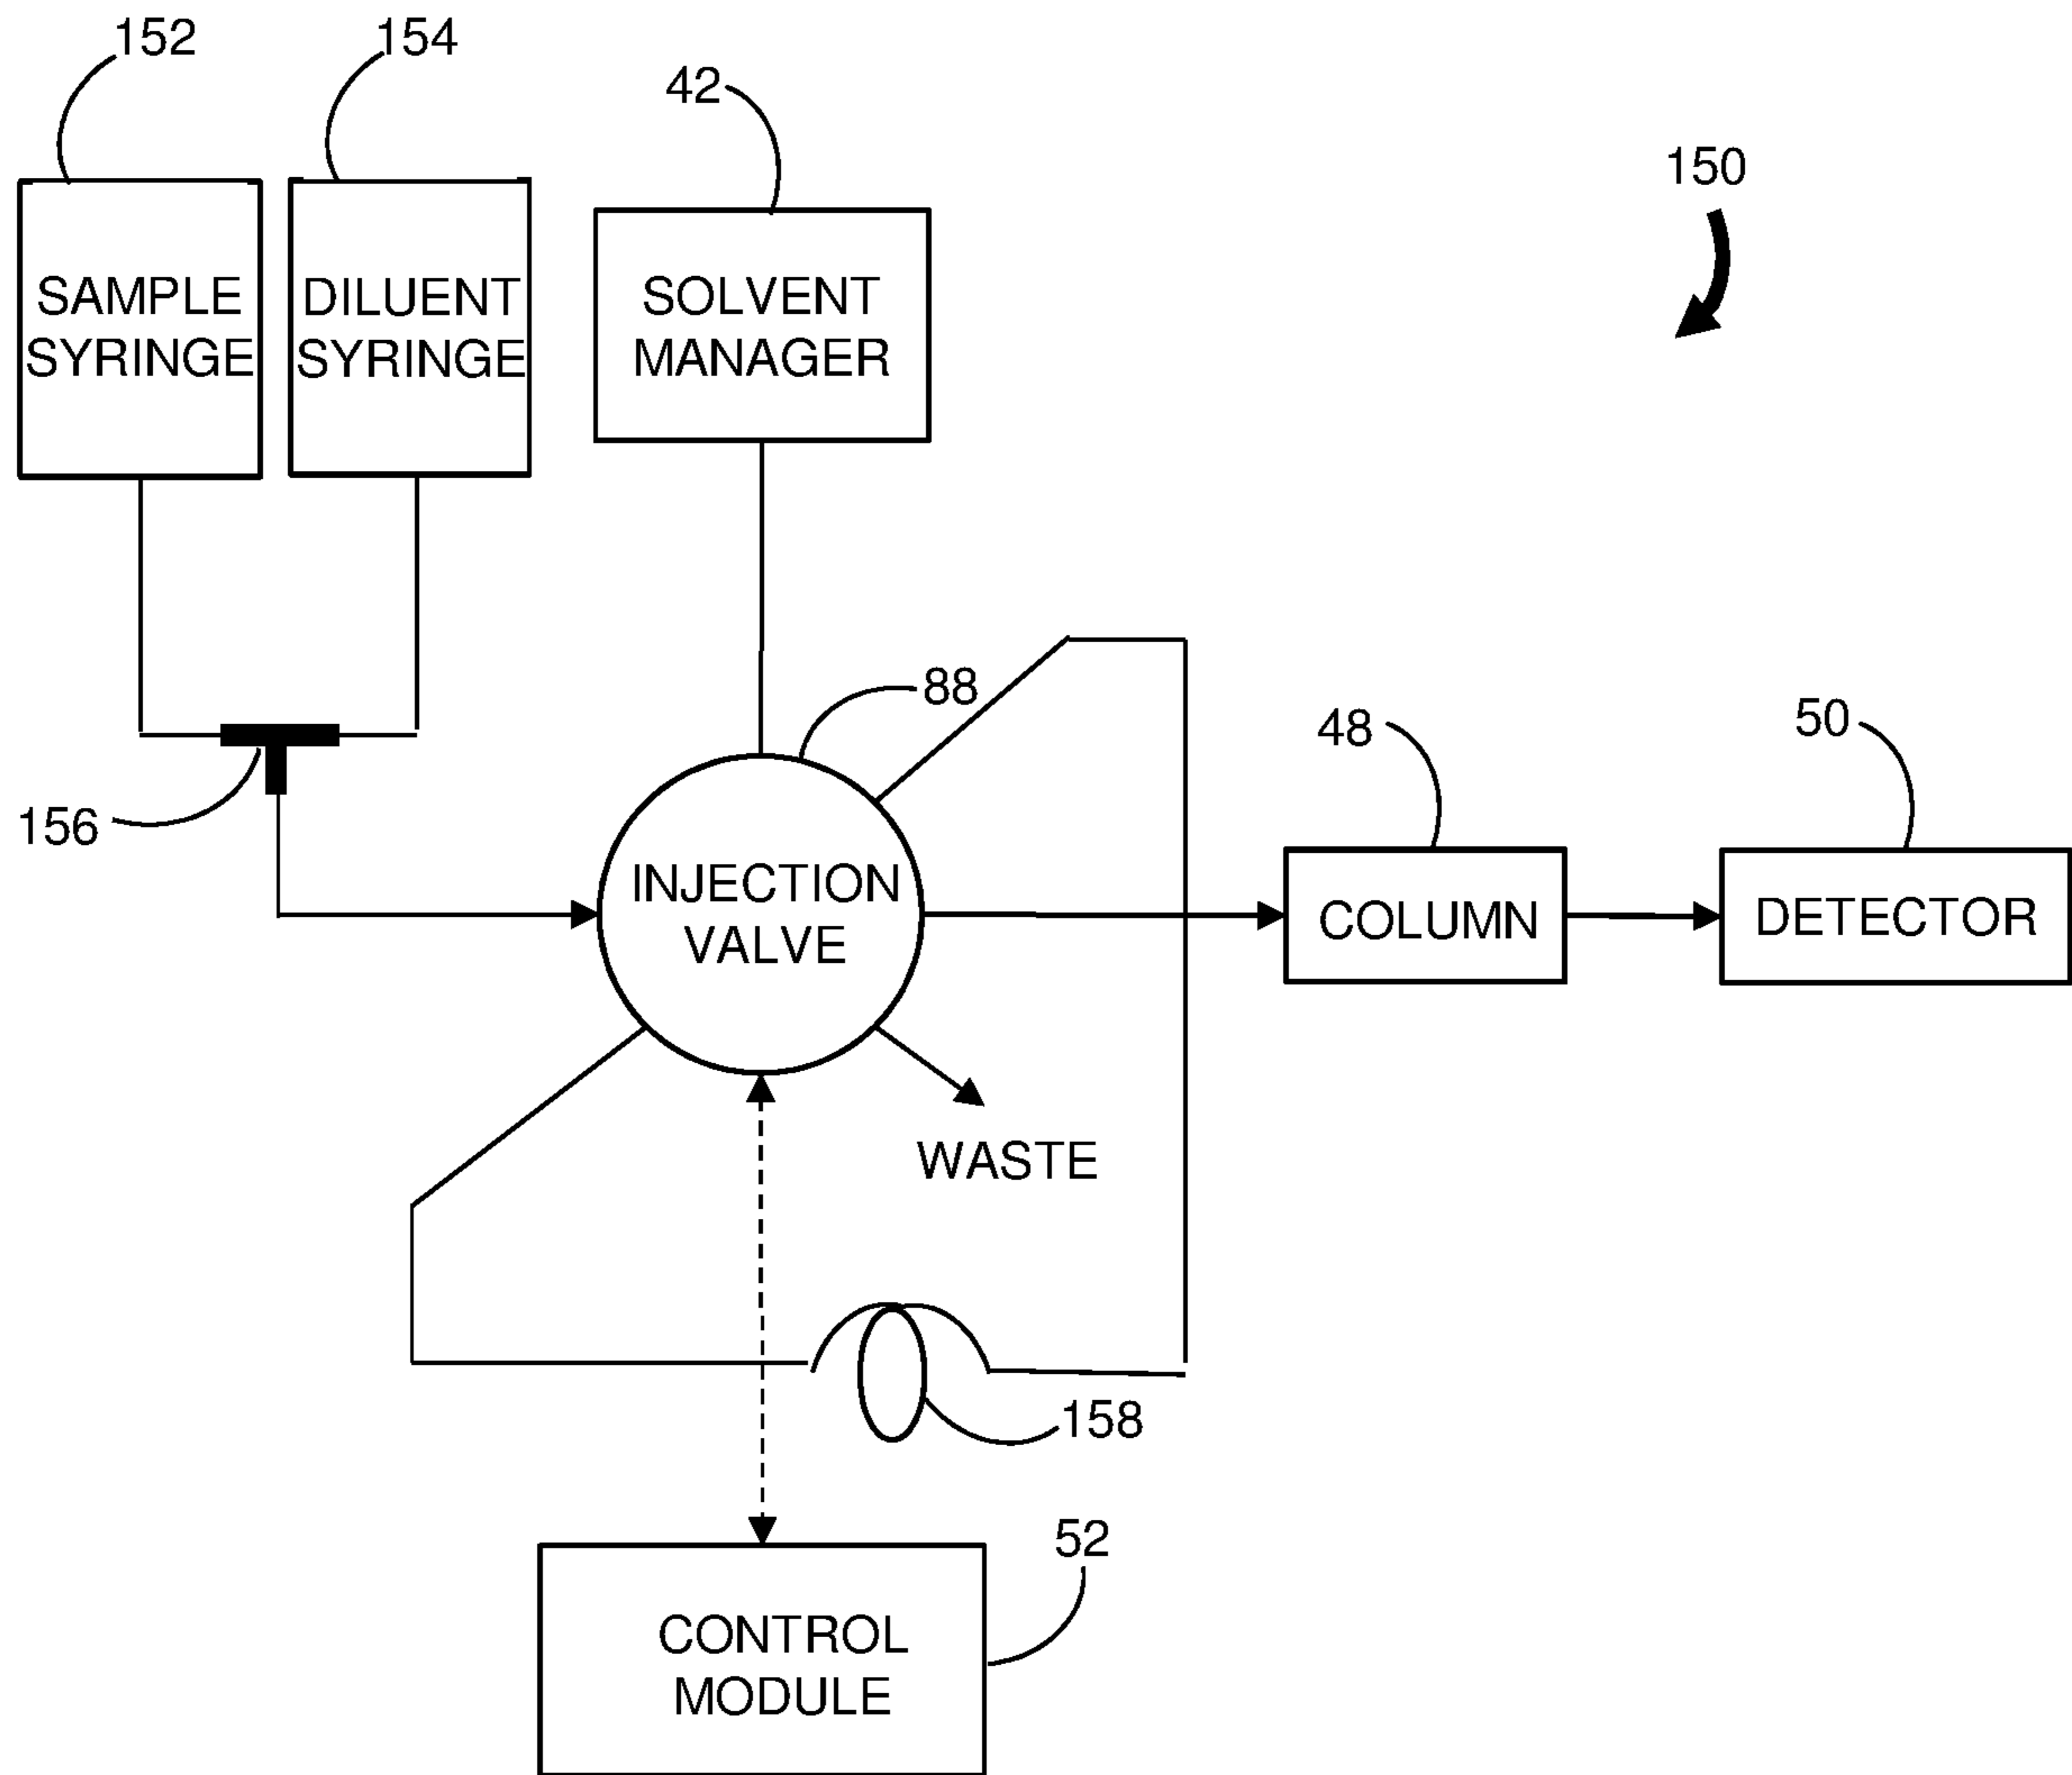 152
154
42
150
SAMPLE
SYRINGE
DILUENT
SYRINGE
SOLVENT
MANAGER
88
48
50
156
INJECTION
VALVE
COLUMN
DETECTOR
WASTE
158
52
CONTROL
MODULE